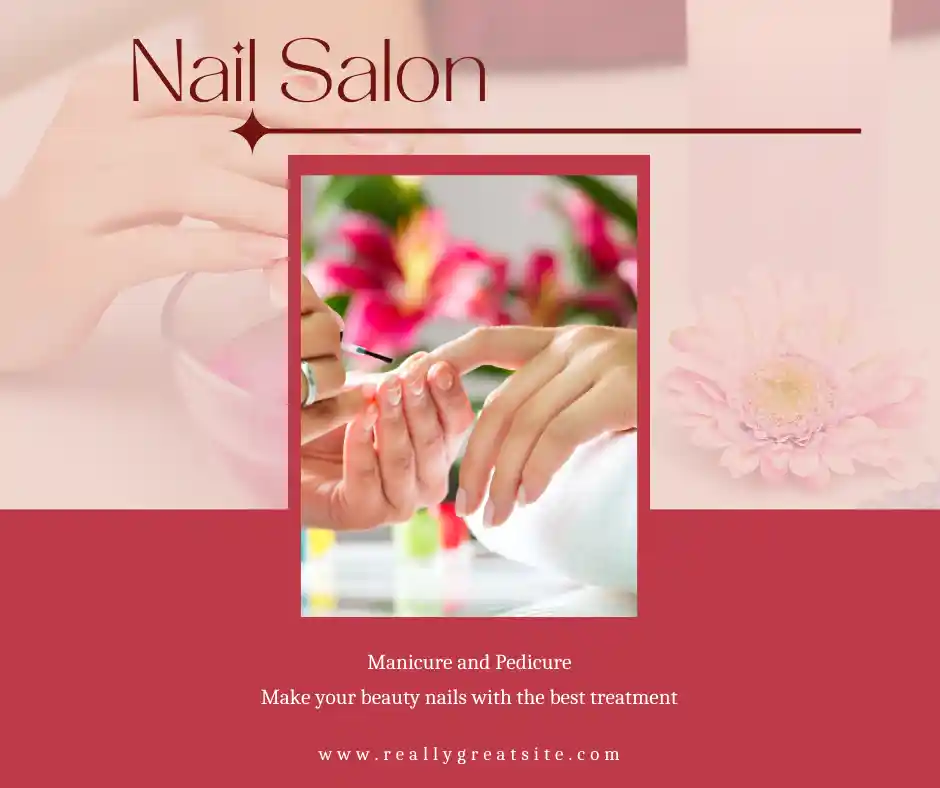 Nail Salon
Manicure and Pedicure
Make your beauty nails with the best treatment
www.reallygreatsite.com